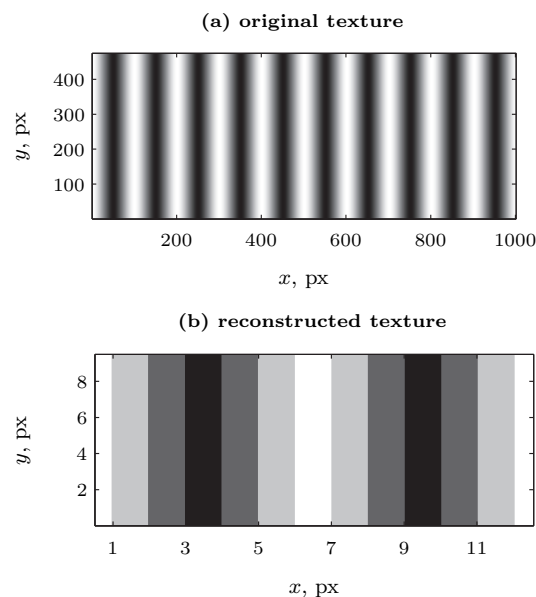 (a) original texture
400
300
200
100
y, px
200 400 600 800 1000
x, px
(b) reconstructed texture
8
6
4
2
y, px
1 3 5 7 9 11
x, px